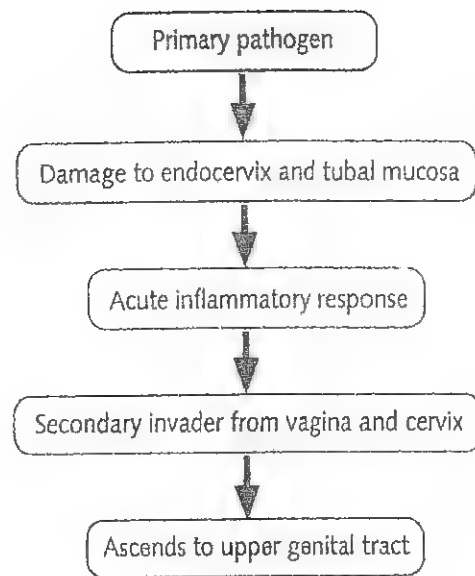 Primary pathogen
Damage to endocervix and tubal mucosa
Acute inflammatory response
Secondary invader from vagina and cervix
Ascends to upper genital tract